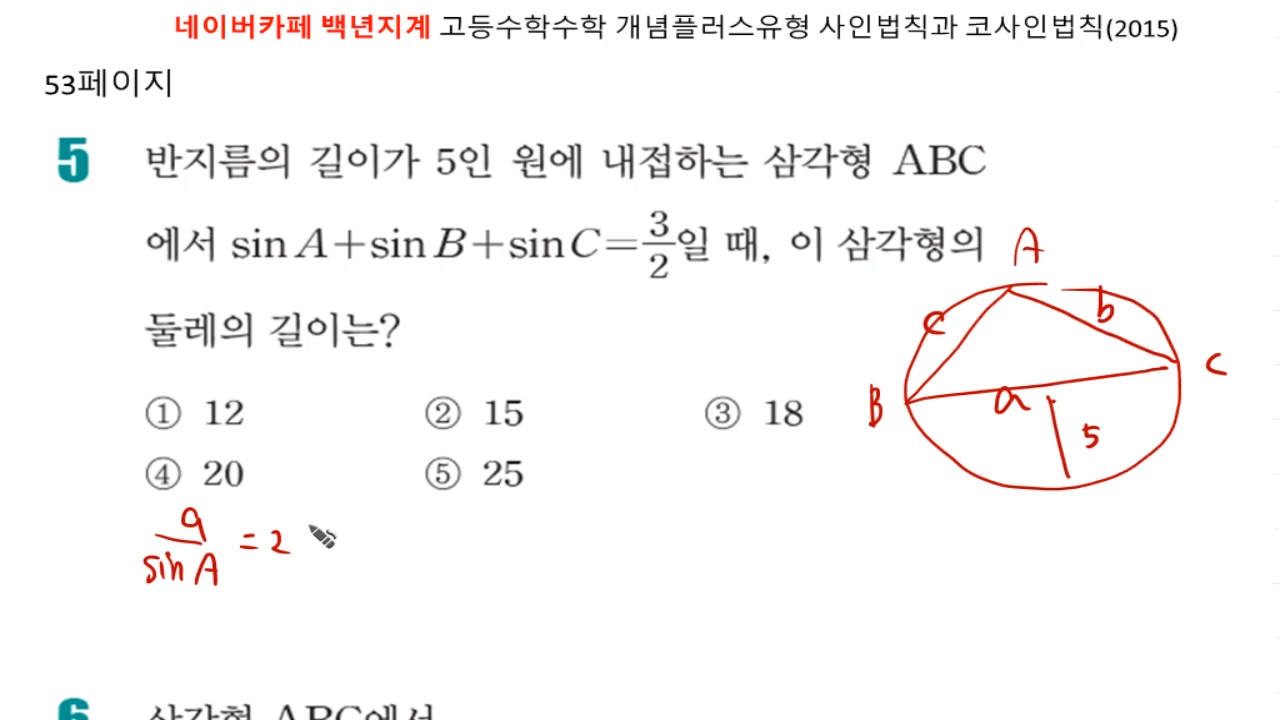 네이버카페 백년지계 고등수학수학 개념플러스유형 사인법칙과 코사인법칙(2015)
53페이지
5 반지름의 길이가 5인 원에 내접하는 삼각형 ABC
에서 sin A+sin B+sin C=3/2일 때, 이 삼각형의
둘레의 길이는?
① 12 ② 15 ③ 18
④ 20 ⑤ 25
A
c b
B a C
5
a/sin A = 2
6 삼각형 ABC에서